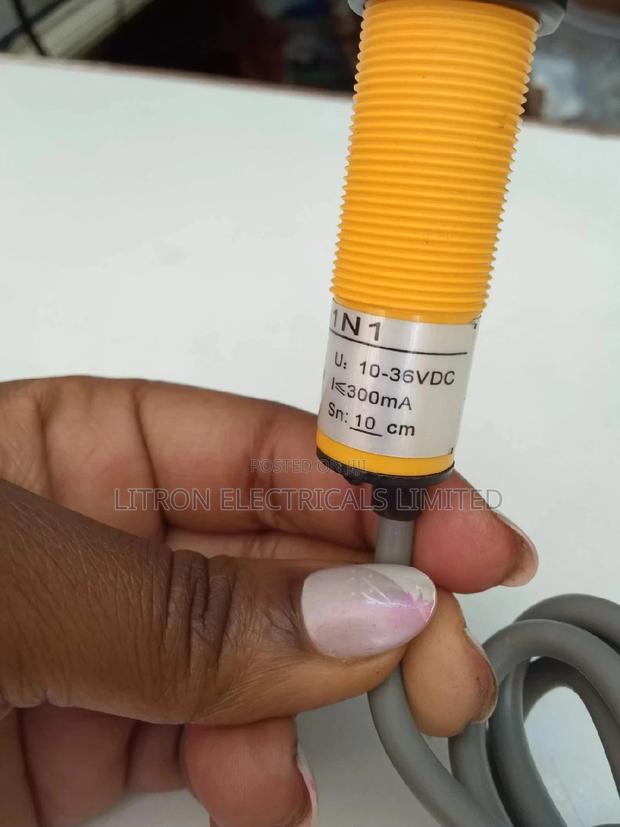 1N1
U: 10-36VDC
I≤300mA
Sn: 10 cm
POSTED ON JIJI
LITRON ELECTRICALS LIMITED